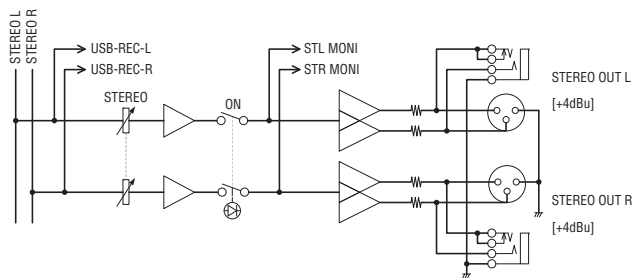 STEREO L
STEREO R
USB-REC-L
USB-REC-R
STEREO
ON
STL MONI
STR MONI
STEREO OUT L
[+4dBu]
STEREO OUT R
[+4dBu]